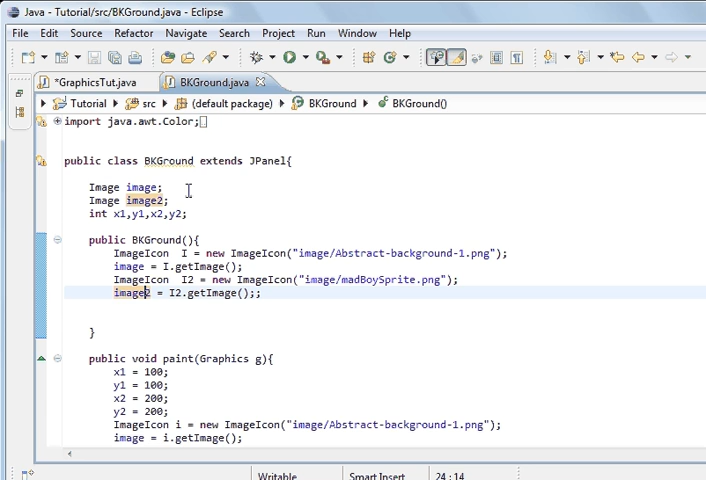 Java - Tutorial/src/BKGround.java - Eclipse
File Edit Source Refactor Navigate Search Project Run Window Help
*GraphicsTut.java BKGround.java
Tutorial src (default package) BKGround BKGround()
import java.awt.Color;
public class BKGround extends JPanel{
Image image;
Image image2;
int x1,y1,x2,y2;
public BKGround(){
ImageIcon I = new ImageIcon("image/Abstract-background-1.png");
image = I.getImage();
ImageIcon I2 = new ImageIcon("image/madBoySprite.png");
image2 = I2.getImage();;
}
public void paint(Graphics g){
x1 = 100;
y1 = 100;
x2 = 200;
y2 = 200;
ImageIcon i = new ImageIcon("image/Abstract-background-1.png");
image = i.getImage();
Writable Smart Insert 24 : 14